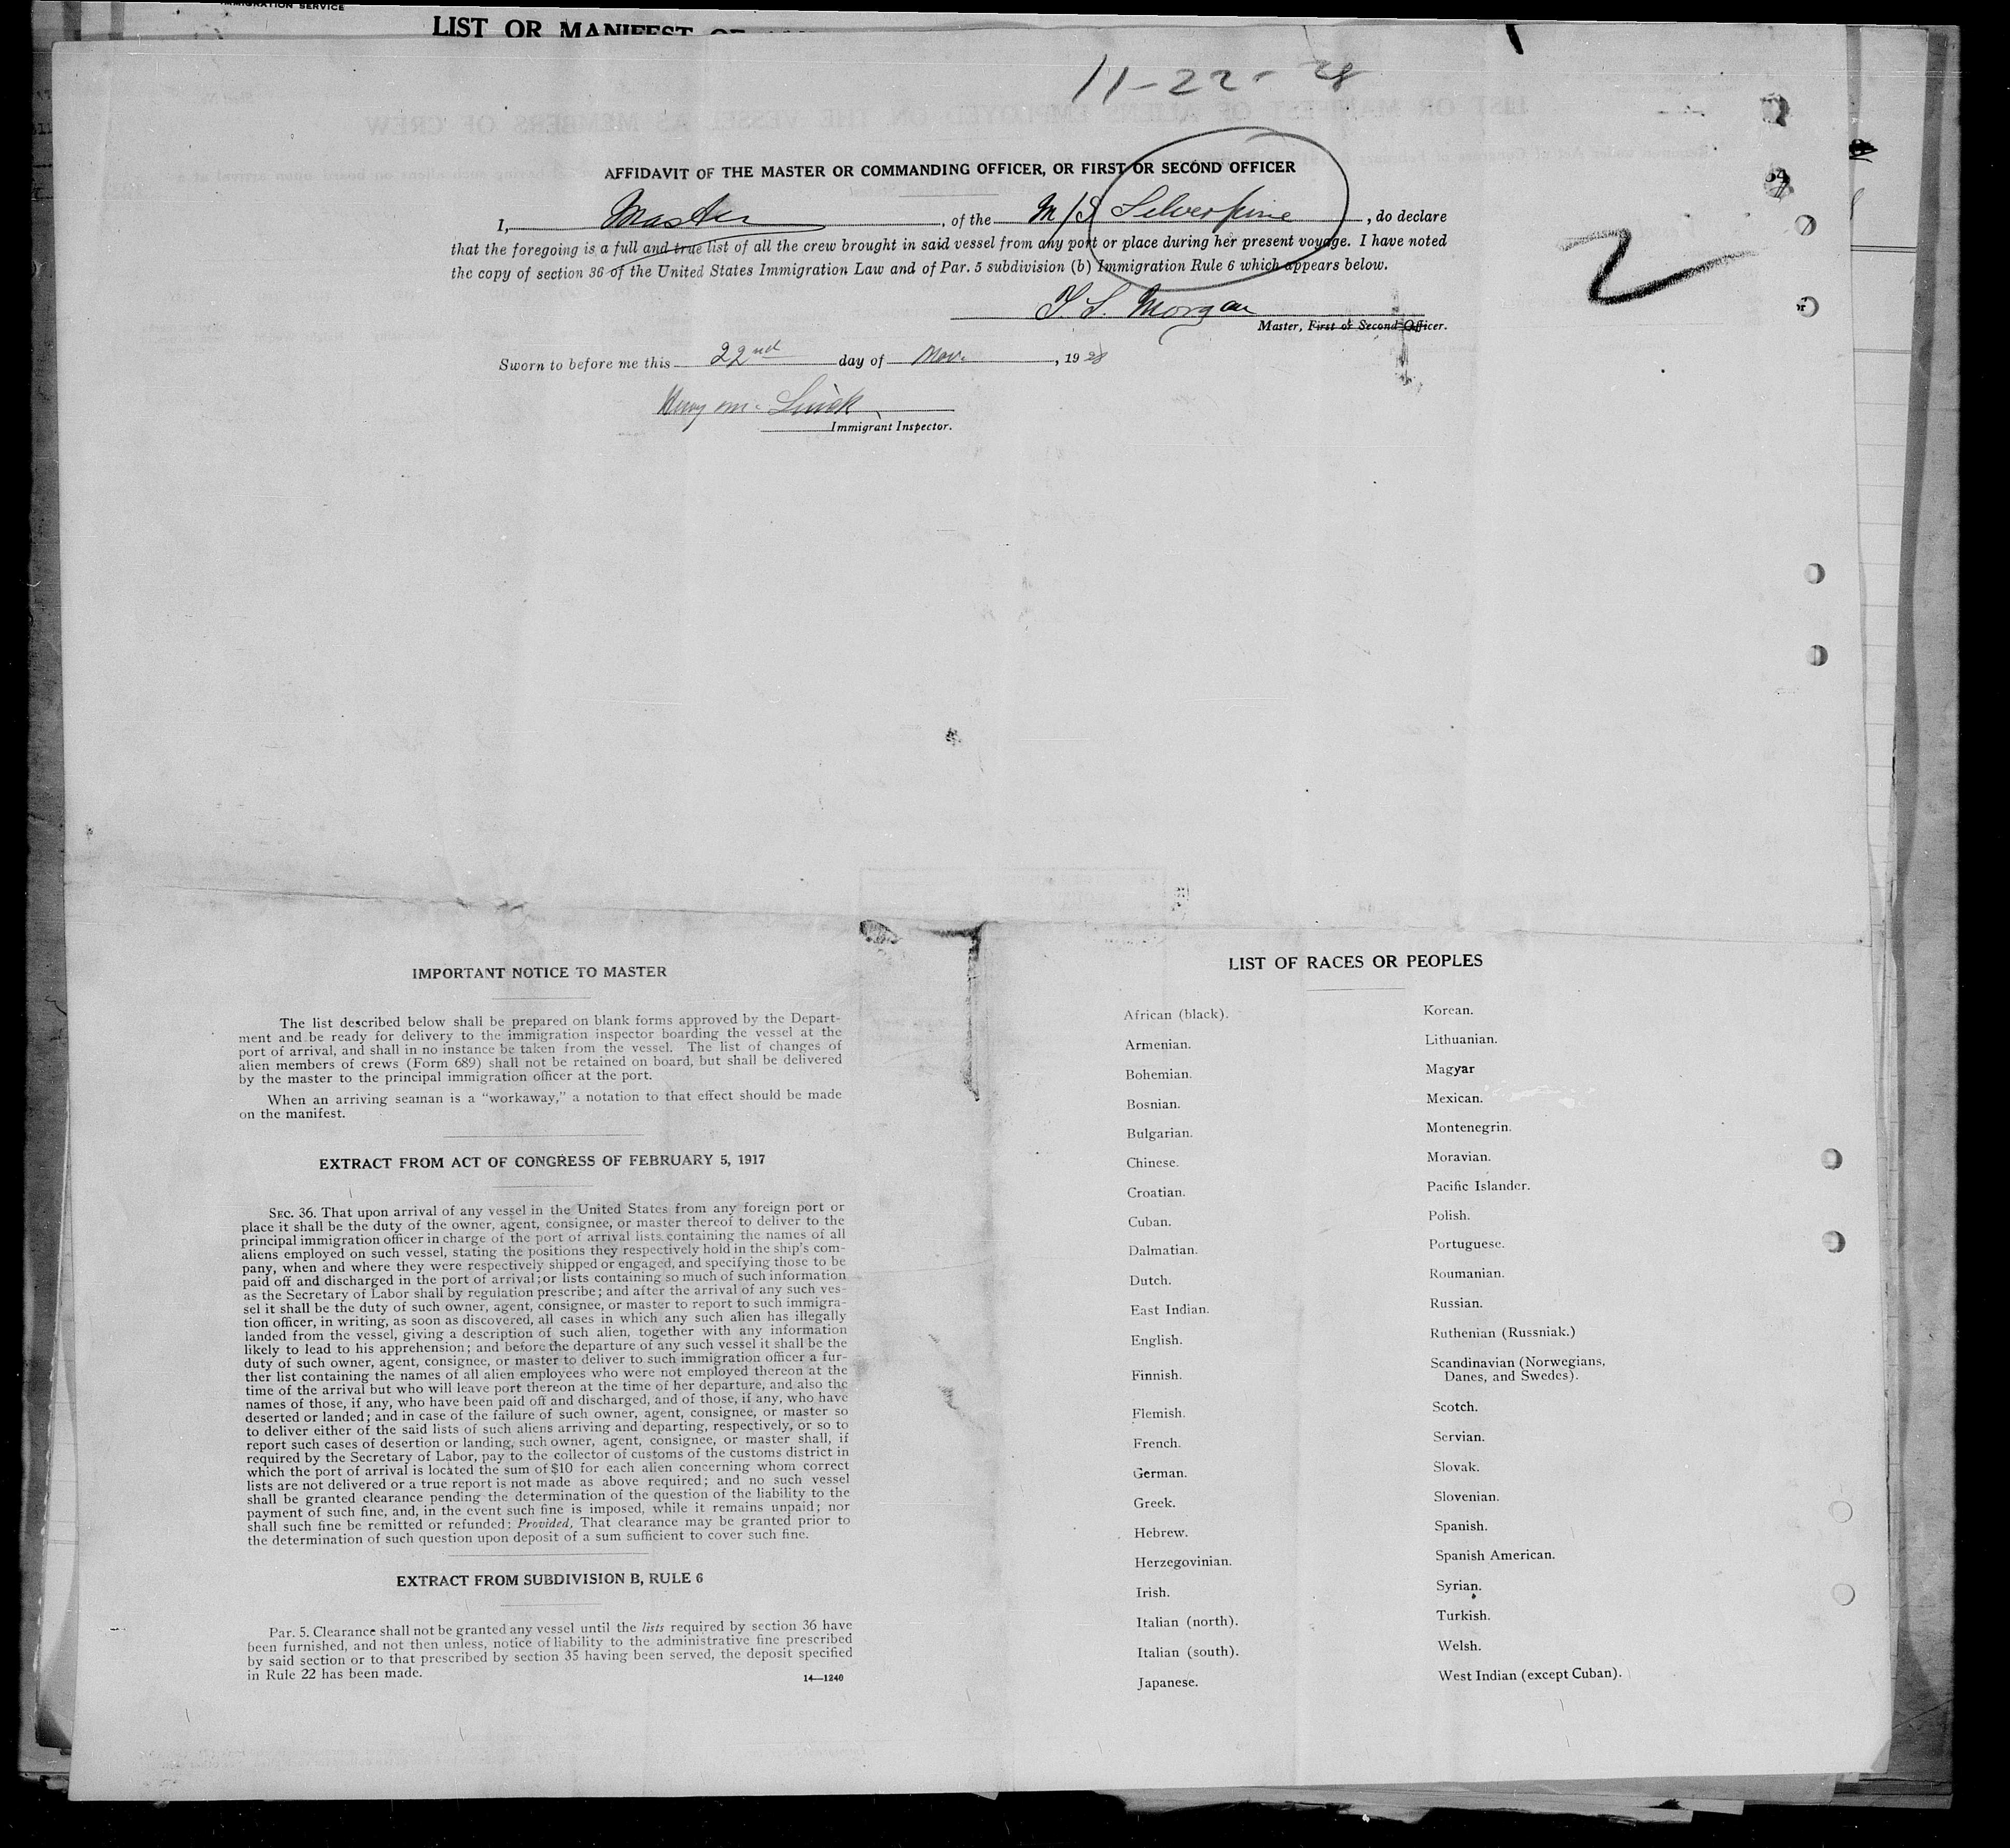 IMMIGRATION SERVICE
LIST OR MANIFEST OF
11-22-28
AFFIDAVIT OF THE MASTER OR COMMANDING OFFICER, OR FIRST OR SECOND OFFICER
I, Master, of the M/S Silverpine, do declare
that the foregoing is a full and true list of all the crew brought in said vessel from any port or place during her present voyage. I have noted
the copy of section 36 of the United States Immigration Law and of Par. 5 subdivision (b) Immigration Rule 6 which appears below.
2
Morgan
Master, First or Second Officer.
Sworn to before me this 22nd day of Nov., 1928
Immigrant Inspector.
IMPORTANT NOTICE TO MASTER
The list described below shall be prepared on blank forms approved by the Depart-
ment and be ready for delivery to the immigration inspector boarding the vessel at the
port of arrival, and shall in no instance be taken from the vessel. The list of changes of
alien members of crews (Form 689) shall not be retained on board, but shall be delivered
by the master to the principal immigration officer at the port.
When an arriving seaman is a "workaway," a notation to that effect should be made
on the manifest.
EXTRACT FROM ACT OF CONGRESS OF FEBRUARY 5, 1917
SEC. 36. That upon arrival of any vessel in the United States from any foreign port or
place it shall be the duty of the owner, agent, consignee, or master thereof to deliver to the
principal immigration officer in charge of the port of arrival lists containing the names of all
aliens employed on such vessel, stating the positions they respectively hold in the ship's com-
pany, when and where they were respectively shipped or engaged, and specifying those to be
paid off and discharged in the port of arrival; or lists containing so much of such information
as the Secretary of Labor shall by regulation prescribe; and after the arrival of any such ves-
sel it shall be the duty of such owner, agent, consignee, or master to report to such immigra-
tion officer, in writing, as soon as discovered, all cases in which any such alien has illegally
landed from the vessel, giving a description of such alien, together with any information
likely to lead to his apprehension; and before the departure of any such vessel it shall be the
duty of such owner, agent, consignee, or master to deliver to such immigration officer a fur-
ther list containing the names of all alien employees who were not employed thereon at the
time of the arrival but who will leave port thereon at the time of her departure, and also the
names of those, if any, who have been paid off and discharged, and of those, if any, who have
deserted or landed; and in case of the failure of such owner, agent, consignee, or master so
to deliver either of the said lists of such aliens arriving and departing, respectively, or so to
report such cases of desertion or landing, such owner, agent, consignee, or master shall, if
required by the Secretary of Labor, pay to the collector of customs of the customs district in
which the port of arrival is located the sum of $10 for each alien concerning whom correct
lists are not delivered or a true report is not made as above required; and no such vessel
shall be granted clearance pending the determination of the question of the liability to the
payment of such fine, and, in the event such fine is imposed, while it remains unpaid; nor
shall such fine be remitted or refunded: Provided, That clearance may be granted prior to
the determination of such question upon deposit of a sum sufficient to cover such fine.
EXTRACT FROM SUBDIVISION B, RULE 6
Par. 5. Clearance shall not be granted any vessel until the lists required by section 36 have
been furnished, and not then unless, notice of liability to the administrative fine prescribed
by said section or to that prescribed by section 35 having been served, the deposit specified
in Rule 22 has been made.
14—1240
LIST OF RACES OR PEOPLES
African (black).
Armenian.
Bohemian.
Bosnian.
Bulgarian.
Chinese.
Croatian.
Cuban.
Dalmatian.
Dutch.
East Indian.
English.
Finnish.
Flemish.
French.
German.
Greek.
Hebrew.
Herzegovinian.
Irish.
Italian (north).
Italian (south).
Japanese.
Korean.
Lithuanian.
Magyar
Mexican.
Montenegrin.
Moravian.
Pacific Islander.
Polish.
Portuguese.
Roumanian.
Russian.
Ruthenian (Russniak.)
Scandinavian (Norwegians,
Danes, and Swedes).
Scotch.
Servian.
Slovak.
Slovenian.
Spanish.
Spanish American.
Syrian.
Turkish.
Welsh.
West Indian (except Cuban).